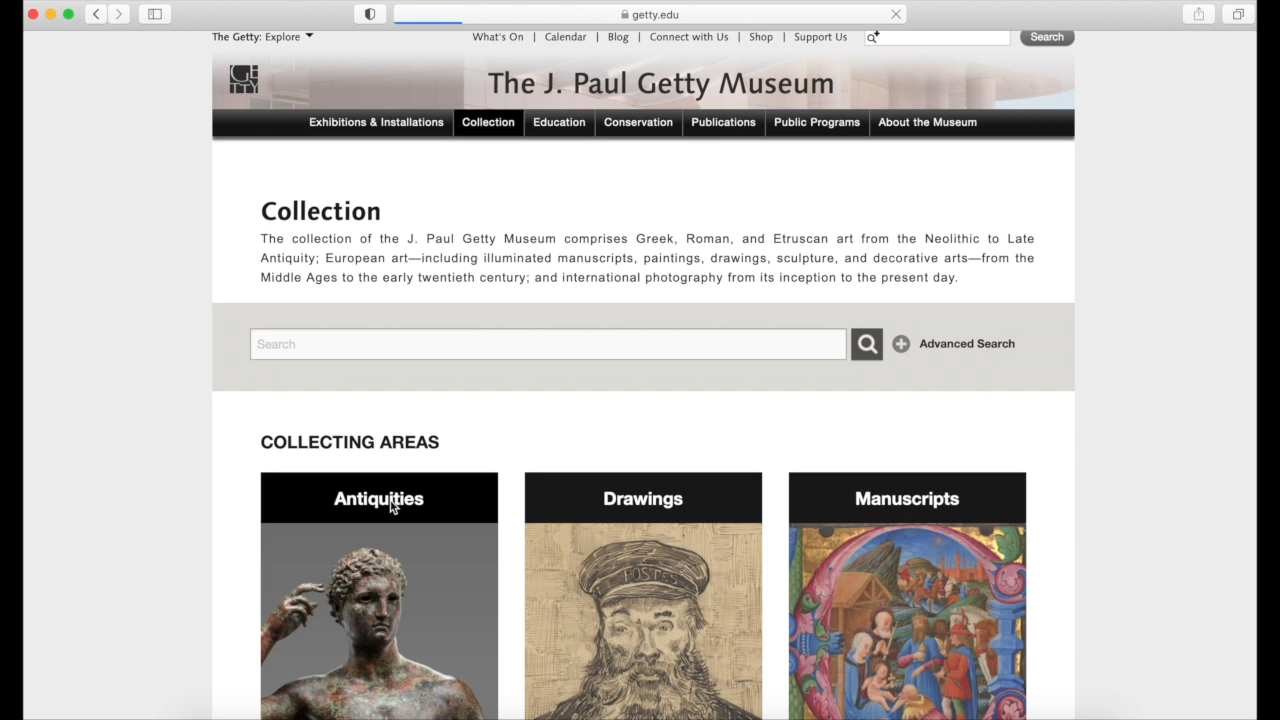 getty.edu
The Getty: Explore
What's On | Calendar | Blog | Connect with Us | Shop | Support Us
Search
GETTY
The J. Paul Getty Museum
Exhibitions & Installations
Collection
Education
Conservation
Publications
Public Programs
About the Museum
Collection
The collection of the J. Paul Getty Museum comprises Greek, Roman, and Etruscan art from the Neolithic to Late
Antiquity; European art—including illuminated manuscripts, paintings, drawings, sculpture, and decorative arts—from the
Middle Ages to the early twentieth century; and international photography from its inception to the present day.
Search
Advanced Search
COLLECTING AREAS
Antiquities
Drawings
Manuscripts
POSTES